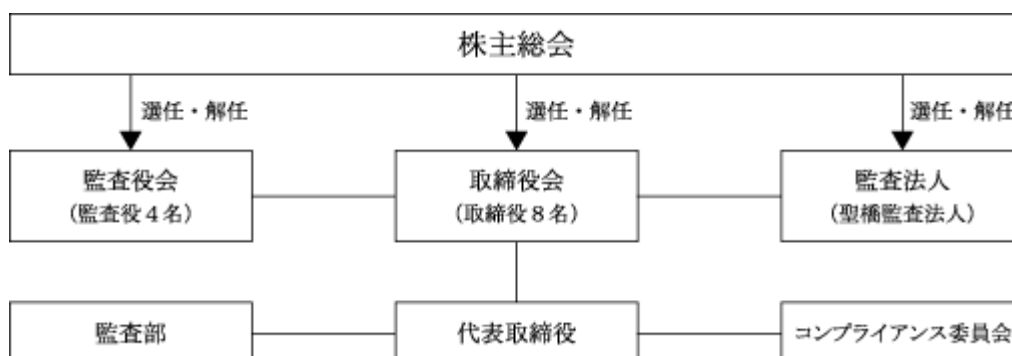 株主総会
選任・解任
選任・解任
選任・解任
監査役会
(監査役4名)
取締役会
(取締役8名)
監査法人
(聖橋監査法人)
監査部
代表取締役
コンプライアンス委員会